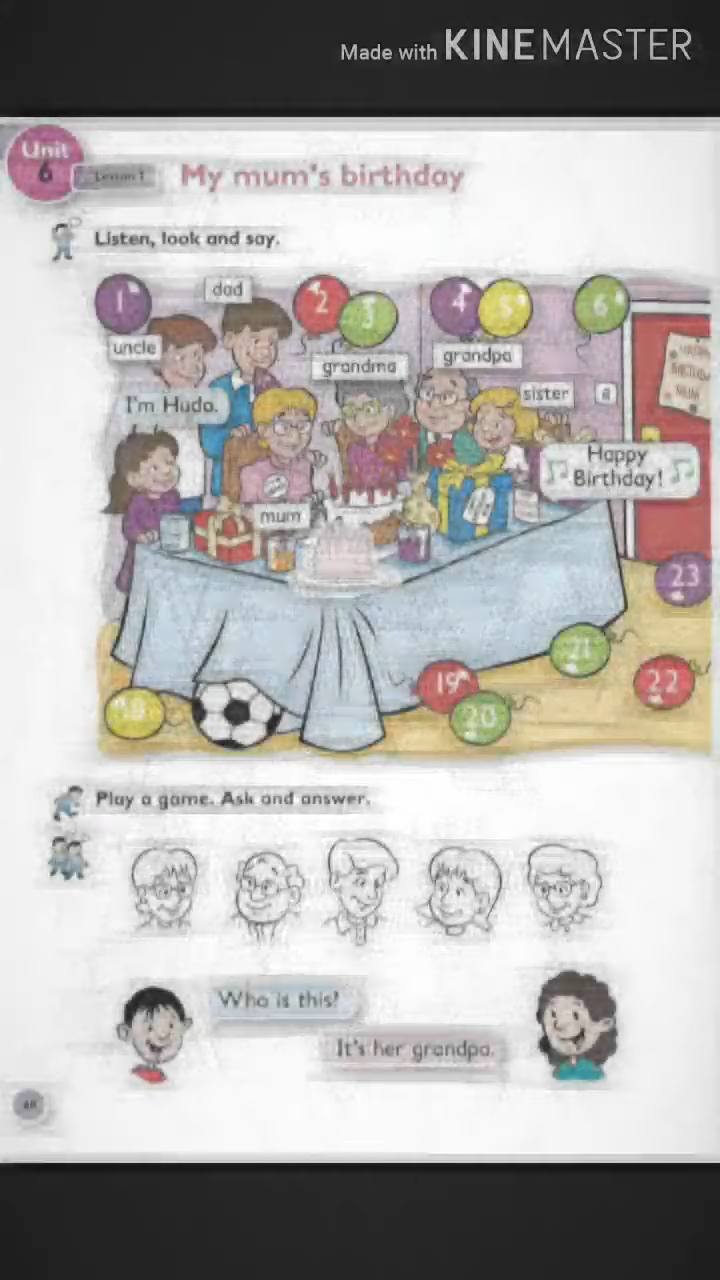 Made with KINEMASTER
Unit
6
Lesson 1
My mum's birthday
Listen, look and say.
1
dad
2
3
4
5
6
uncle
grandma
grandpa
sister
I'm Huda.
Happy
Birthday!
mum
23
21
22
19
20
18
Play a game. Ask and answer.
Who is this?
It's her grandpa.